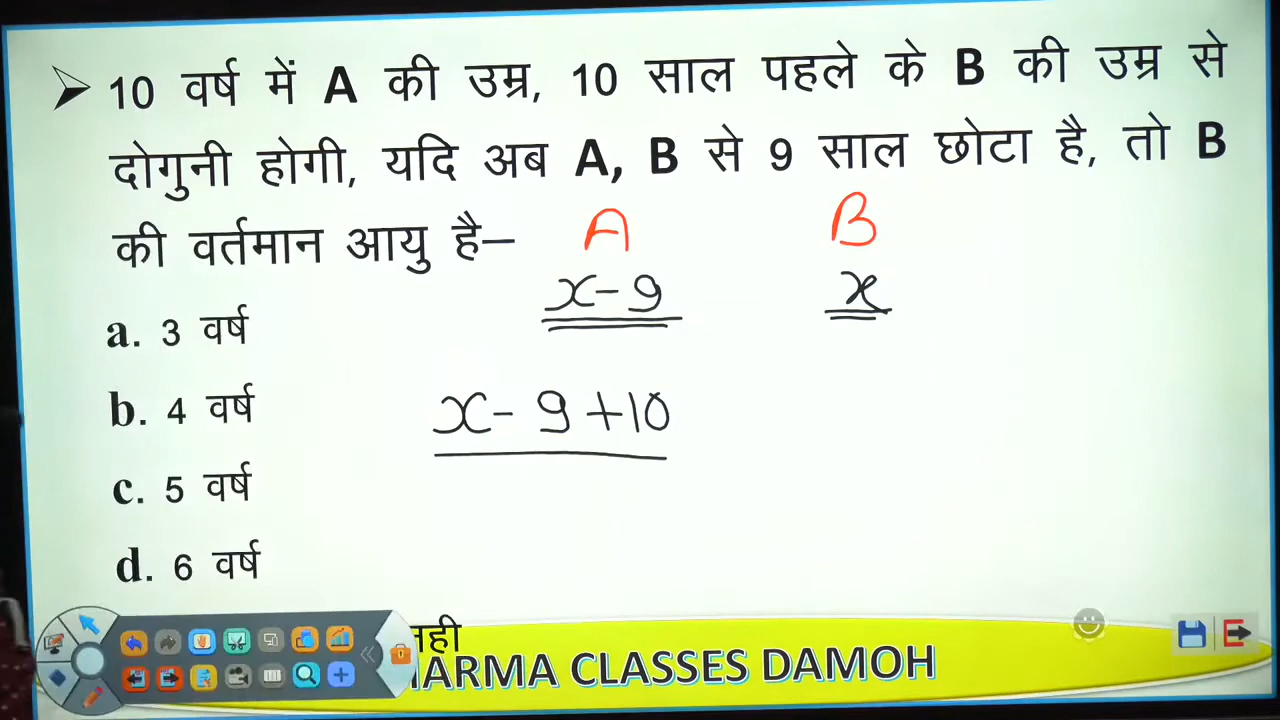 10 वर्ष में A की उम्र, 10 साल पहले के B की उम्र से
दोगुनी होगी, यदि अब A, B से 9 साल छोटा है, तो B
की वर्तमान आयु है–
A B
x-9 x
a. 3 वर्ष
x-9+10
b. 4 वर्ष
c. 5 वर्ष
d. 6 वर्ष
नही
ARMA CLASSES DAMOH